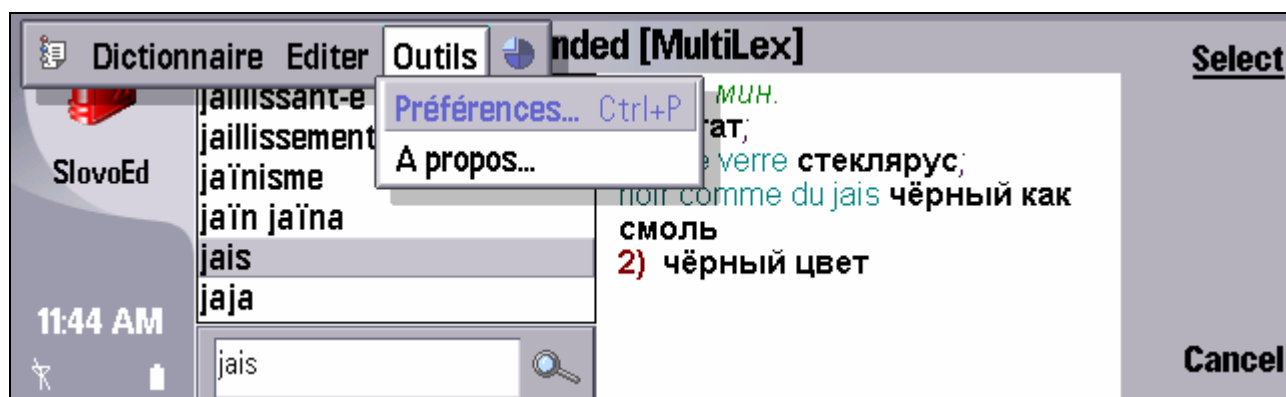 Dictionnaire Editer Outils nded [MultiLex]
Select
Préférences... Ctrl+P
A propos...
SlovoEd
jaillissant-e
jaillissement
jaïnisme
jaïn jaïna
jais
jaja
мин.
ат;
verre стеклярус;
noir comme du jais чёрный как
смоль
2) чёрный цвет
11:44 AM
jais
Cancel